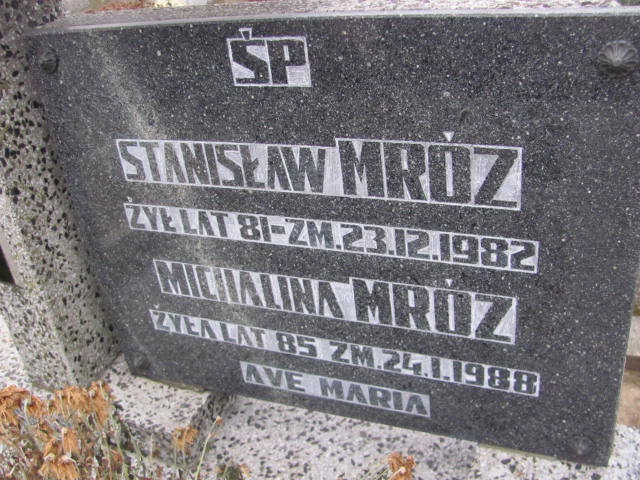 ŚP
STANISŁAW MRÓZ
ŻYŁ LAT 81-ZM.23.12.1982
MICHALINA MRÓZ
ŻYŁA LAT 85 ZM.24.1.1988
AVE MARIA